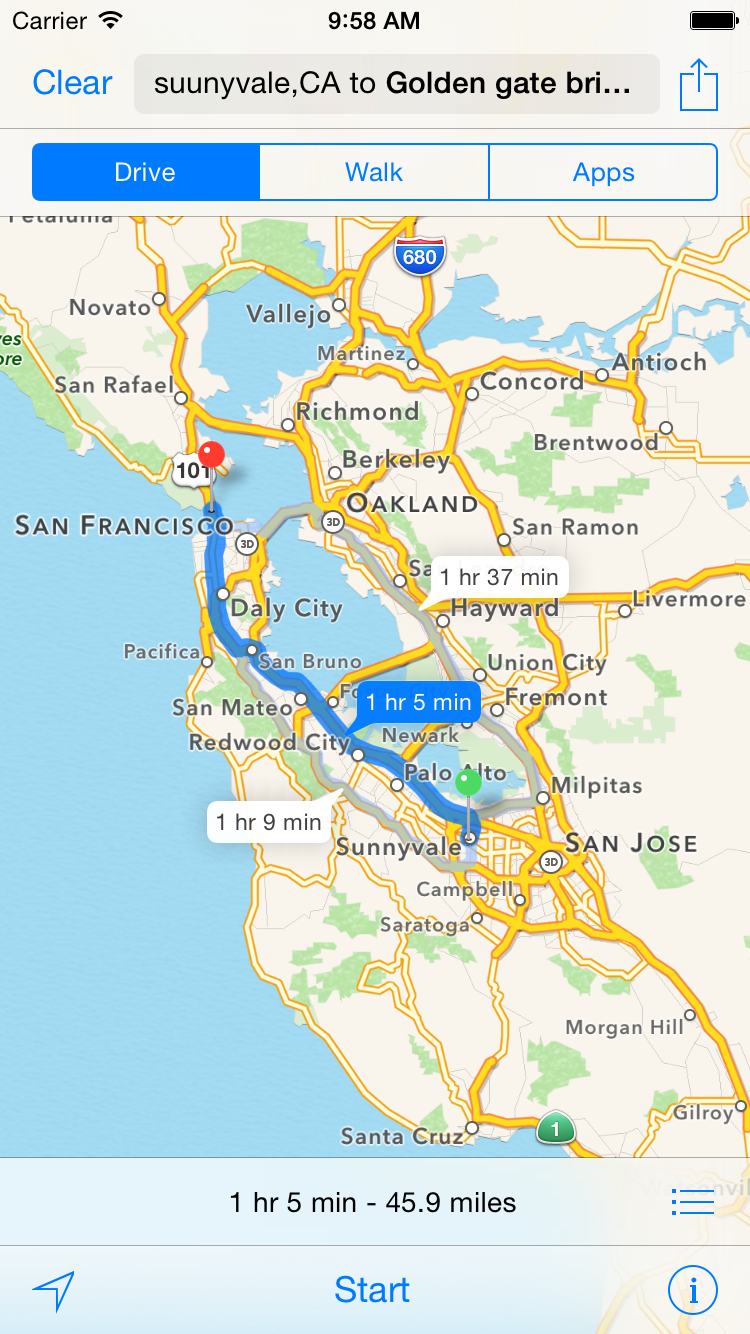 Carrier 9:58 AM
Clear suunyvale,CA to Golden gate bri...
Drive Walk Apps
Petaluma
680
Novato
Vallejo
Martinez
Antioch
San Rafael
Concord
Richmond
Brentwood
Berkeley
101
OAKLAND
SAN FRANCISCO
3D
San Ramon
3D
1 hr 37 min
Livermore
Daly City
Hayward
Pacifica
San Bruno
Union City
San Mateo
1 hr 5 min
Fremont
Redwood City
Newark
Palo Alto
Milpitas
1 hr 9 min
Sunnyvale
SAN JOSE
3D
Campbell
Saratoga
Morgan Hill
Gilroy
Santa Cruz
1
1 hr 5 min - 45.9 miles
Start